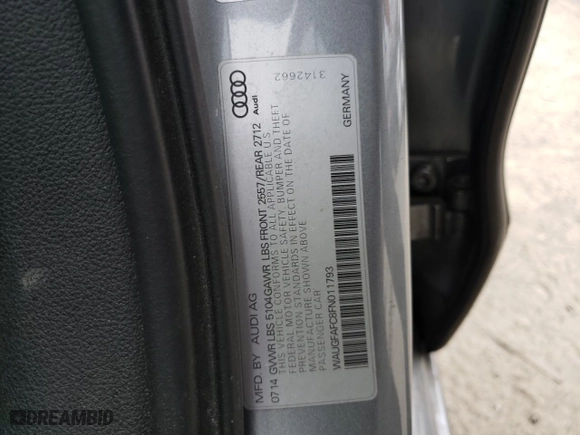 MFD. BY AUDI AG
0714 GVWR LBS 5104 GAWR LBS FRONT 2557/REAR 2712
THIS VEHICLE CONFORMS TO ALL APPLICABLE U S
FEDERAL MOTOR VEHICLE SAFETY, BUMPER AND THEFT
PREVENTION STANDARDS IN EFFECT ON THE DATE OF
MANUFACTURE SHOWN ABOVE
PASSENGER CAR
WAUGFAFC8FN011793
GERMANY
Audi
3142662
DREAMBID